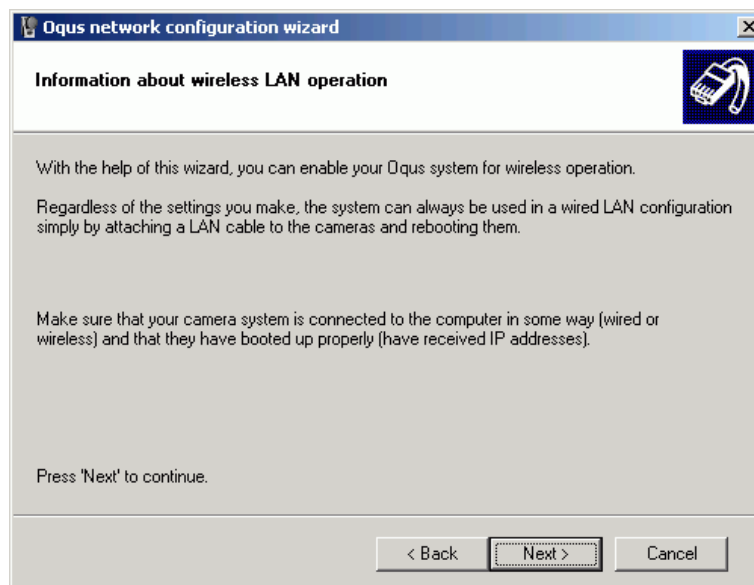 Oqus network configuration wizard
Information about wireless LAN operation
With the help of this wizard, you can enable your Oqus system for wireless operation.
Regardless of the settings you make, the system can always be used in a wired LAN configuration
simply by attaching a LAN cable to the cameras and rebooting them.
Make sure that your camera system is connected to the computer in some way (wired or
wireless) and that they have booted up properly (have received IP addresses).
Press 'Next' to continue.
< Back Next > Cancel